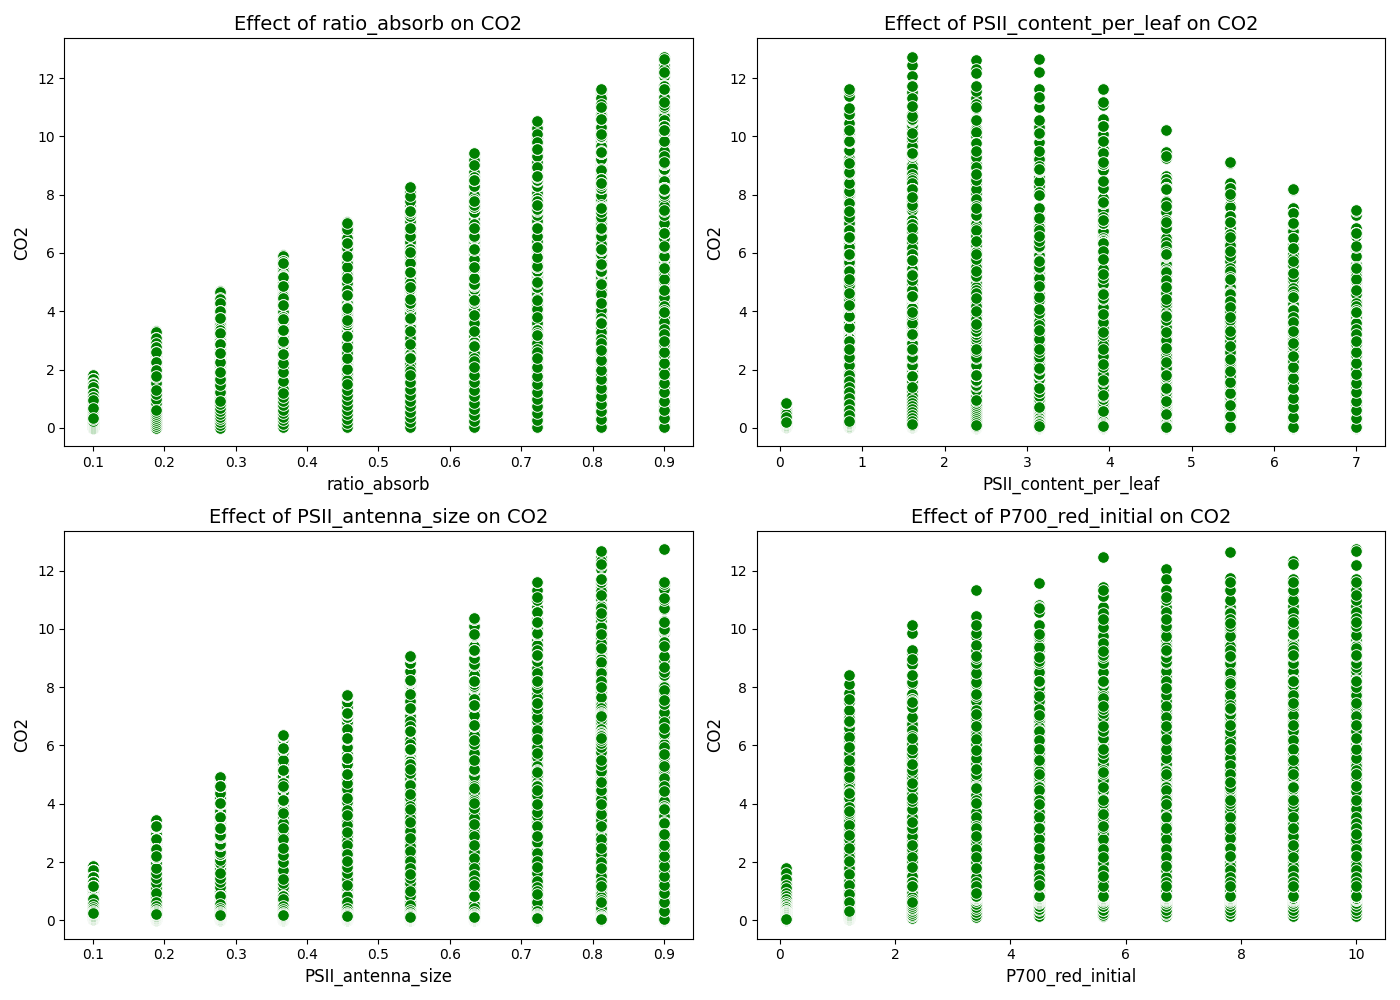 Effect of ratio_absorb on CO2
CO2
12
10
8
6
4
2
0
0.1 0.2 0.3 0.4 0.5 0.6 0.7 0.8 0.9
ratio_absorb
Effect of PSII_content_per_leaf on CO2
CO2
12
10
8
6
4
2
0
0 1 2 3 4 5 6 7
PSII_content_per_leaf
Effect of PSII_antenna_size on CO2
CO2
12
10
8
6
4
2
0
0.1 0.2 0.3 0.4 0.5 0.6 0.7 0.8 0.9
PSII_antenna_size
Effect of P700_red_initial on CO2
CO2
12
10
8
6
4
2
0
0 2 4 6 8 10
P700_red_initial